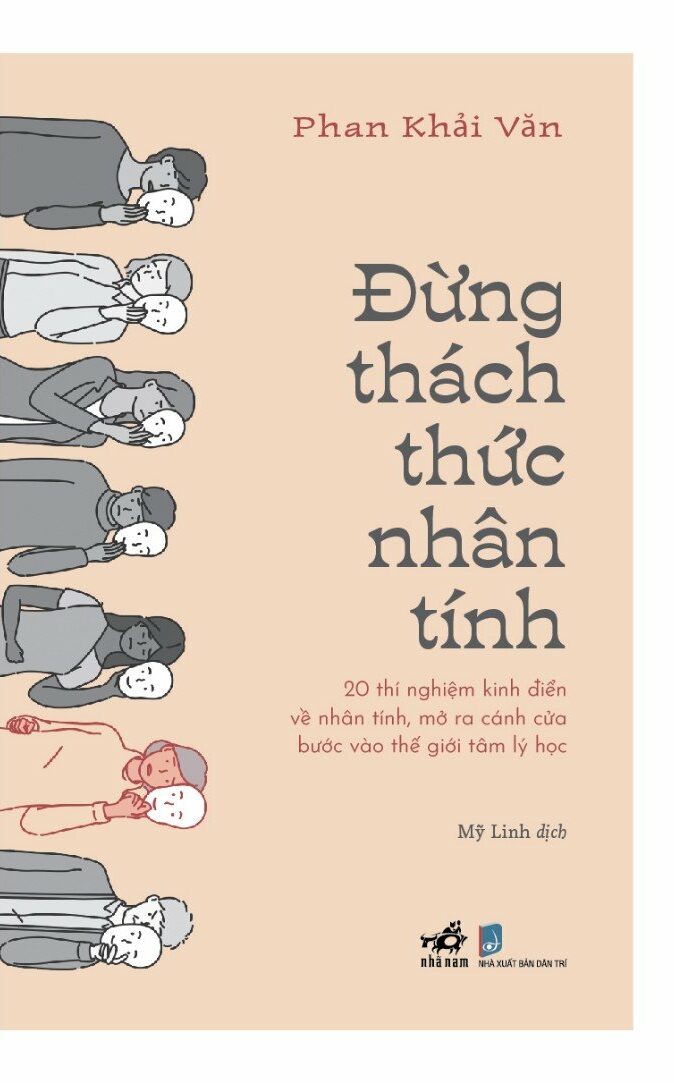 Phan Khải Văn
Đừng
thách
thức
nhân
tính
20 thí nghiệm kinh điển
về nhân tính, mở ra cánh cửa
bước vào thế giới tâm lý học
Mỹ Linh dịch
nhã nam
NHÀ XUẤT BẢN DÂN TRÍ